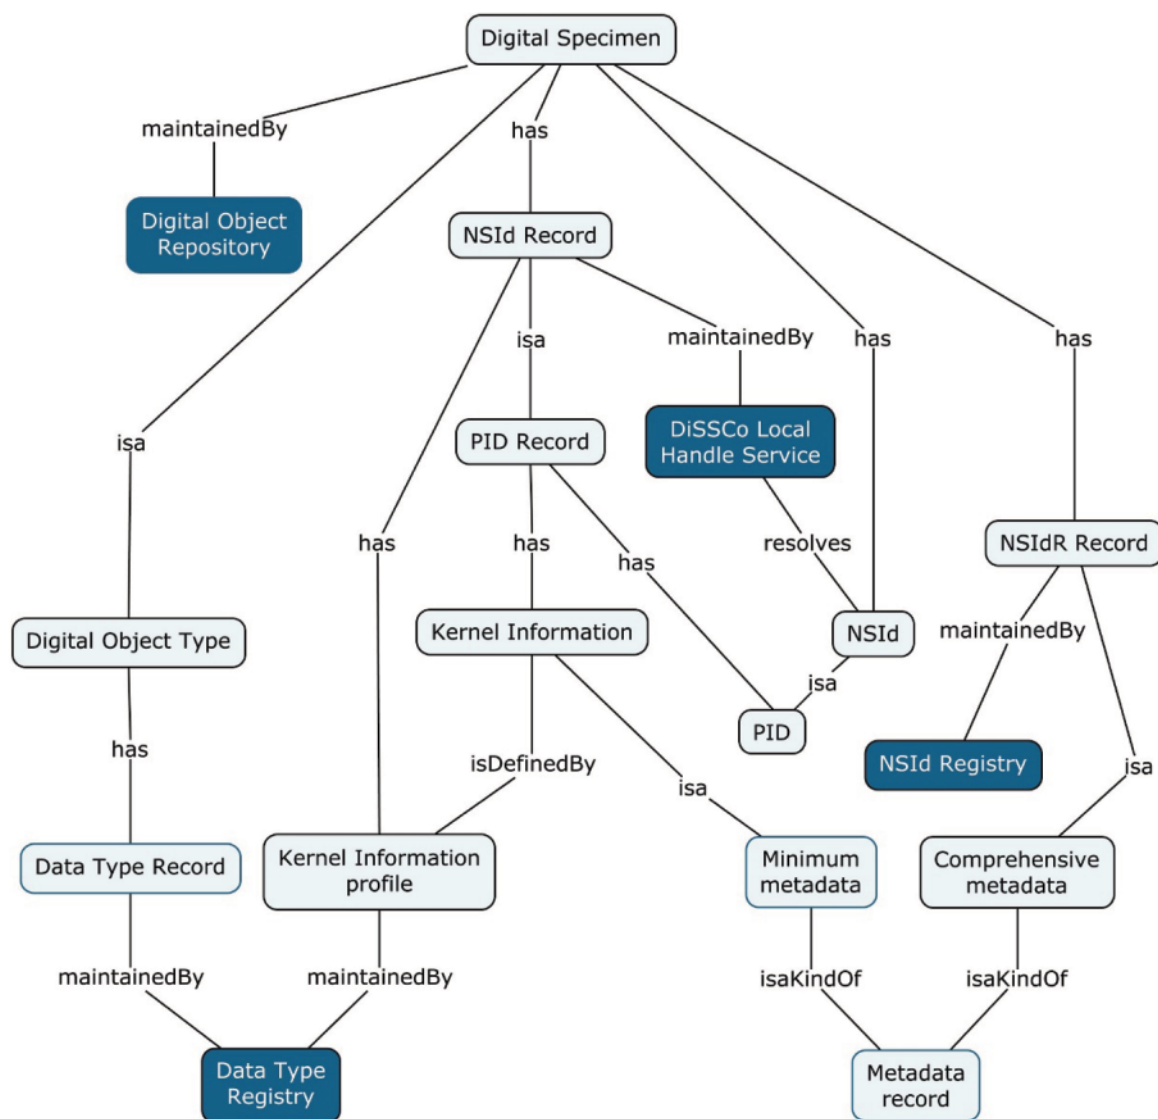 Digital Specimen
maintainedBy
has
Digital Object
Repository
NSId Record
isa
maintainedBy
has
has
isa
PID Record
DiSSCo Local
Handle Service
has
has
has
resolves
NSIdR Record
Digital Object Type
Kernel Information
NSId
maintainedBy
isa
has
isDefinedBy
PID
NSId Registry
isa
isa
Data Type Record
Kernel Information
profile
Minimum
metadata
Comprehensive
metadata
maintainedBy
maintainedBy
isaKindOf
isaKindOf
Data Type
Registry
Metadata
record